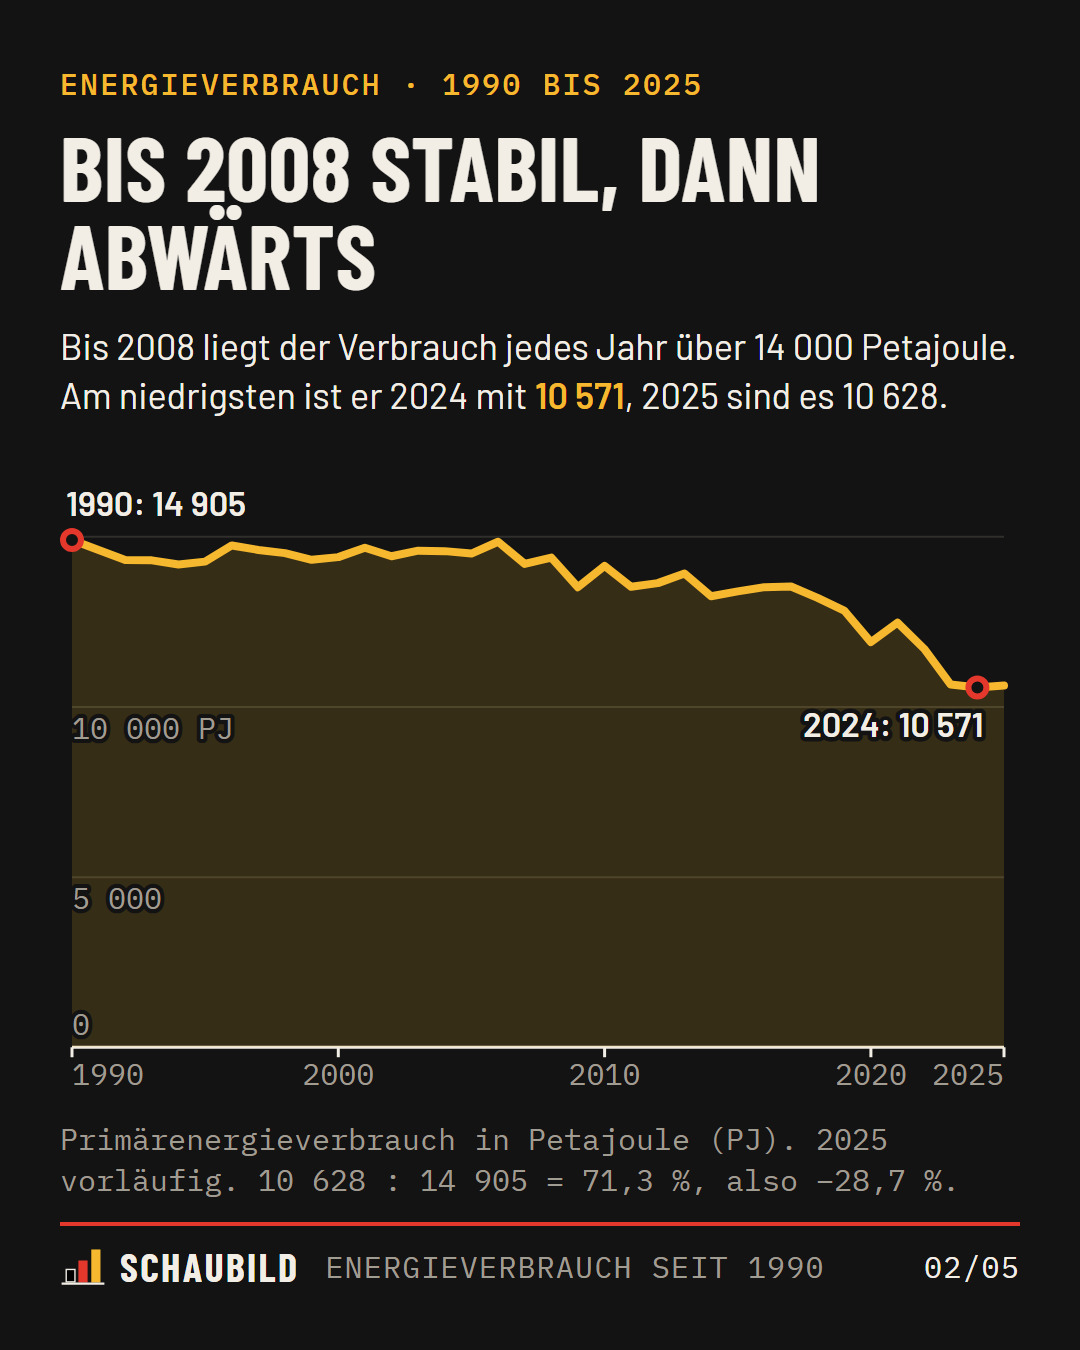 ENERGIEVERBRAUCH · 1990 BIS 2025
BIS 2008 STABIL, DANN
ABWÄRTS
Bis 2008 liegt der Verbrauch jedes Jahr über 14 000 Petajoule.
Am niedrigsten ist er 2024 mit 10 571, 2025 sind es 10 628.
1990: 14 905
10 000 PJ
2024: 10 571
5 000
0
1990 2000 2010 2020 2025
Primärenergieverbrauch in Petajoule (PJ). 2025
vorläufig. 10 628 : 14 905 = 71,3 %, also −28,7 %.
SCHAUBILD ENERGIEVERBRAUCH SEIT 1990 02/05